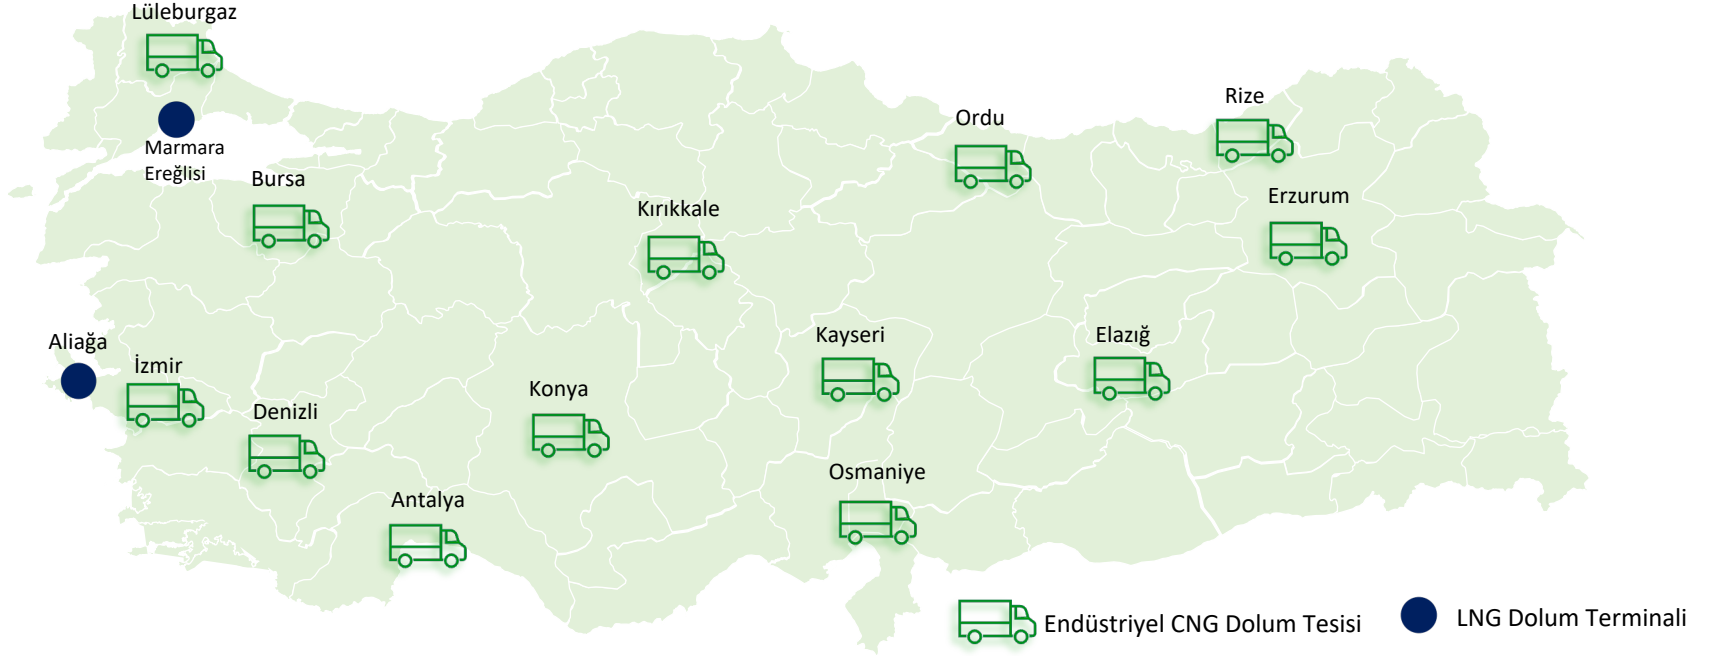 Lüleburgaz
Marmara
Ereğlisi
Bursa
Ordu
Rize
Erzurum
Kırıkkale
Aliağa
İzmir
Denizli
Konya
Kayseri
Elazığ
Antalya
Osmaniye
Endüstriyel CNG Dolum Tesisi
LNG Dolum Terminali